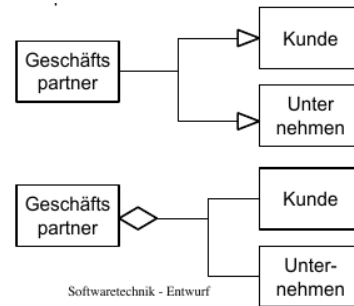 Kunde
Geschäfts
partner
Unter
nehmen
Kunde
Geschäfts
partner
Unter-
nehmen
Softwaretechnik - Entwurf